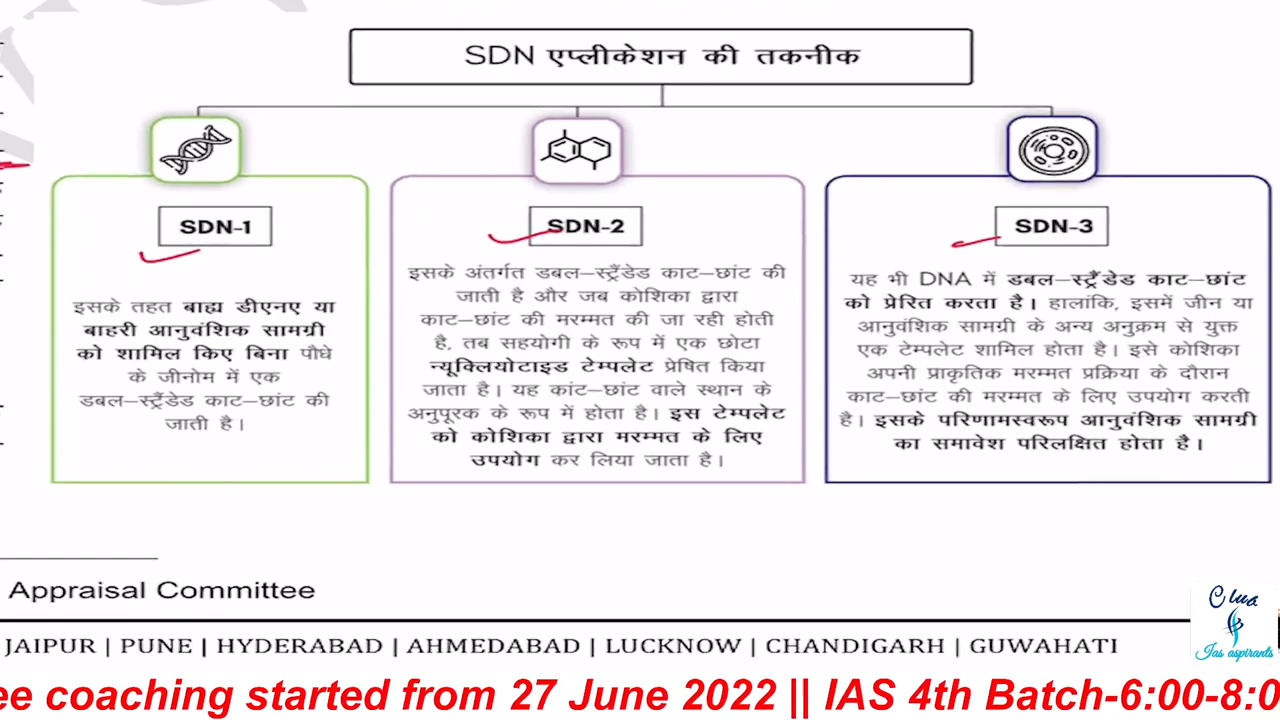 SDN एप्लीकेशन की तकनीक
SDN-1
इसके तहत बाह्य डीएनए या
बाहरी आनुवंशिक सामग्री
को शामिल किए बिना पौधे
के जीनोम में एक
डबल–स्ट्रैंडेड काट–छांट की
जाती है।
SDN-2
इसके अंतर्गत डबल–स्ट्रैंडेड काट–छांट की
जाती है और जब कोशिका द्वारा
काट–छांट की मरम्मत की जा रही होती
है, तब सहयोगी के रूप में एक छोटा
न्यूक्लियोटाइड टेम्पलेट प्रेषित किया
जाता है। यह कांट–छांट वाले स्थान के
अनुपूरक के रूप में होता है। इस टेम्पलेट
को कोशिका द्वारा मरम्मत के लिए
उपयोग कर लिया जाता है।
SDN-3
यह भी DNA में डबल–स्ट्रैंडेड काट–छांट
को प्रेरित करता है। हालांकि, इसमें जीन या
आनुवंशिक सामग्री के अन्य अनुक्रम से युक्त
एक टेम्पलेट शामिल होता है। इसे कोशिका
अपनी प्राकृतिक मरम्मत प्रक्रिया के दौरान
काट–छांट की मरम्मत के लिए उपयोग करती
है। इसके परिणामस्वरूप आनुवंशिक सामग्री
का समावेश परिलक्षित होता है।
Appraisal Committee
JAIPUR | PUNE | HYDERABAD | AHMEDABAD | LUCKNOW | CHANDIGARH | GUWAHATI
Clue
Ias aspirants
ee coaching started from 27 June 2022 || IAS 4th Batch-6:00-8:0